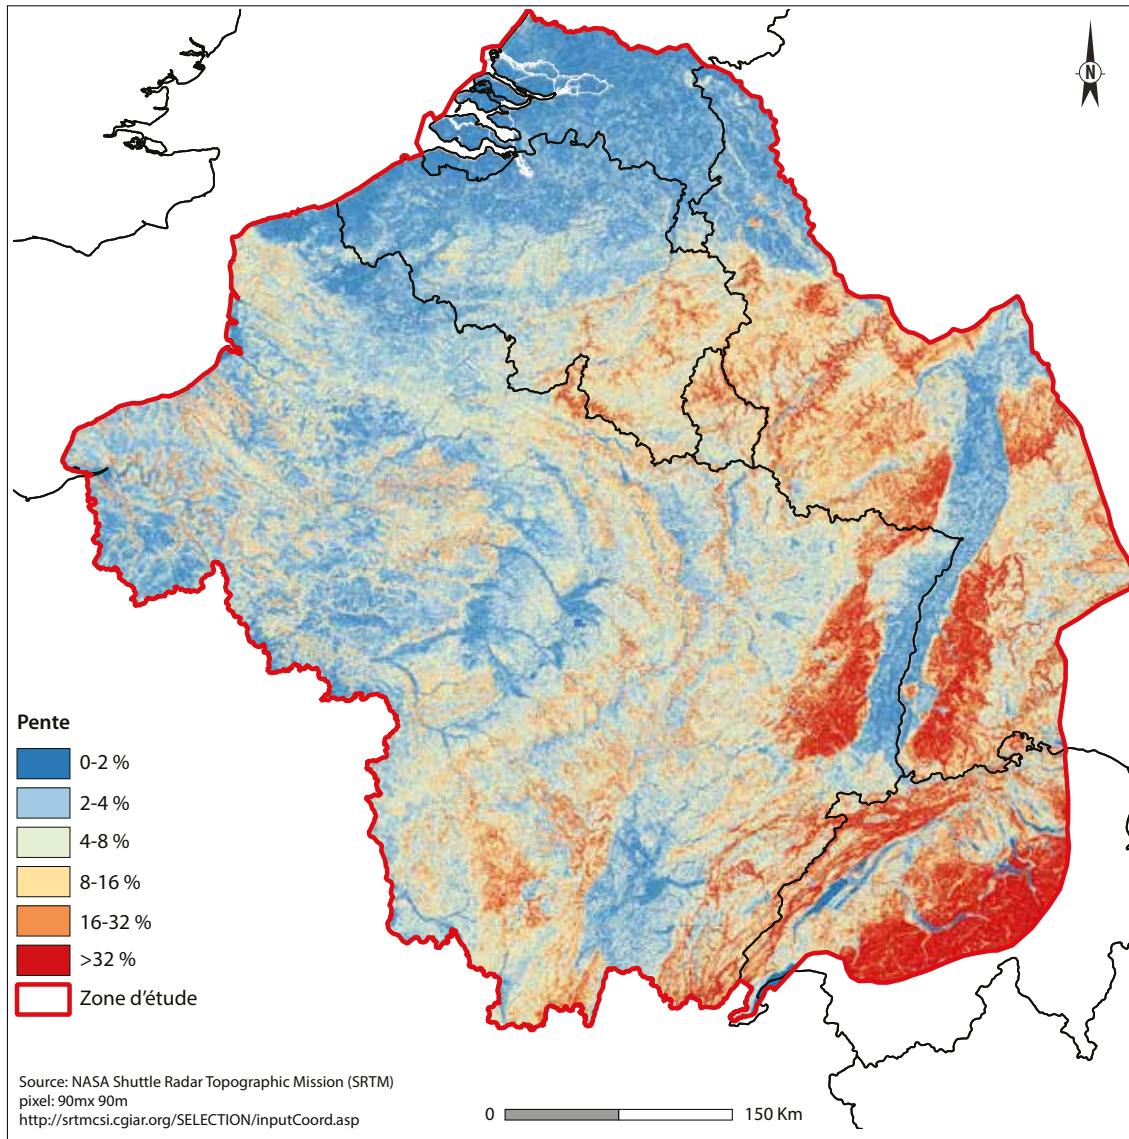 N
Pente
0-2 %
2-4 %
4-8 %
8-16 %
16-32 %
>32 %
Zone d'étude
Source: NASA Shuttle Radar Topographic Mission (SRTM)
pixel: 90mx 90m
http://srtmcsi.cgiar.org/SELECTION/inputCoord.asp
0 150 Km